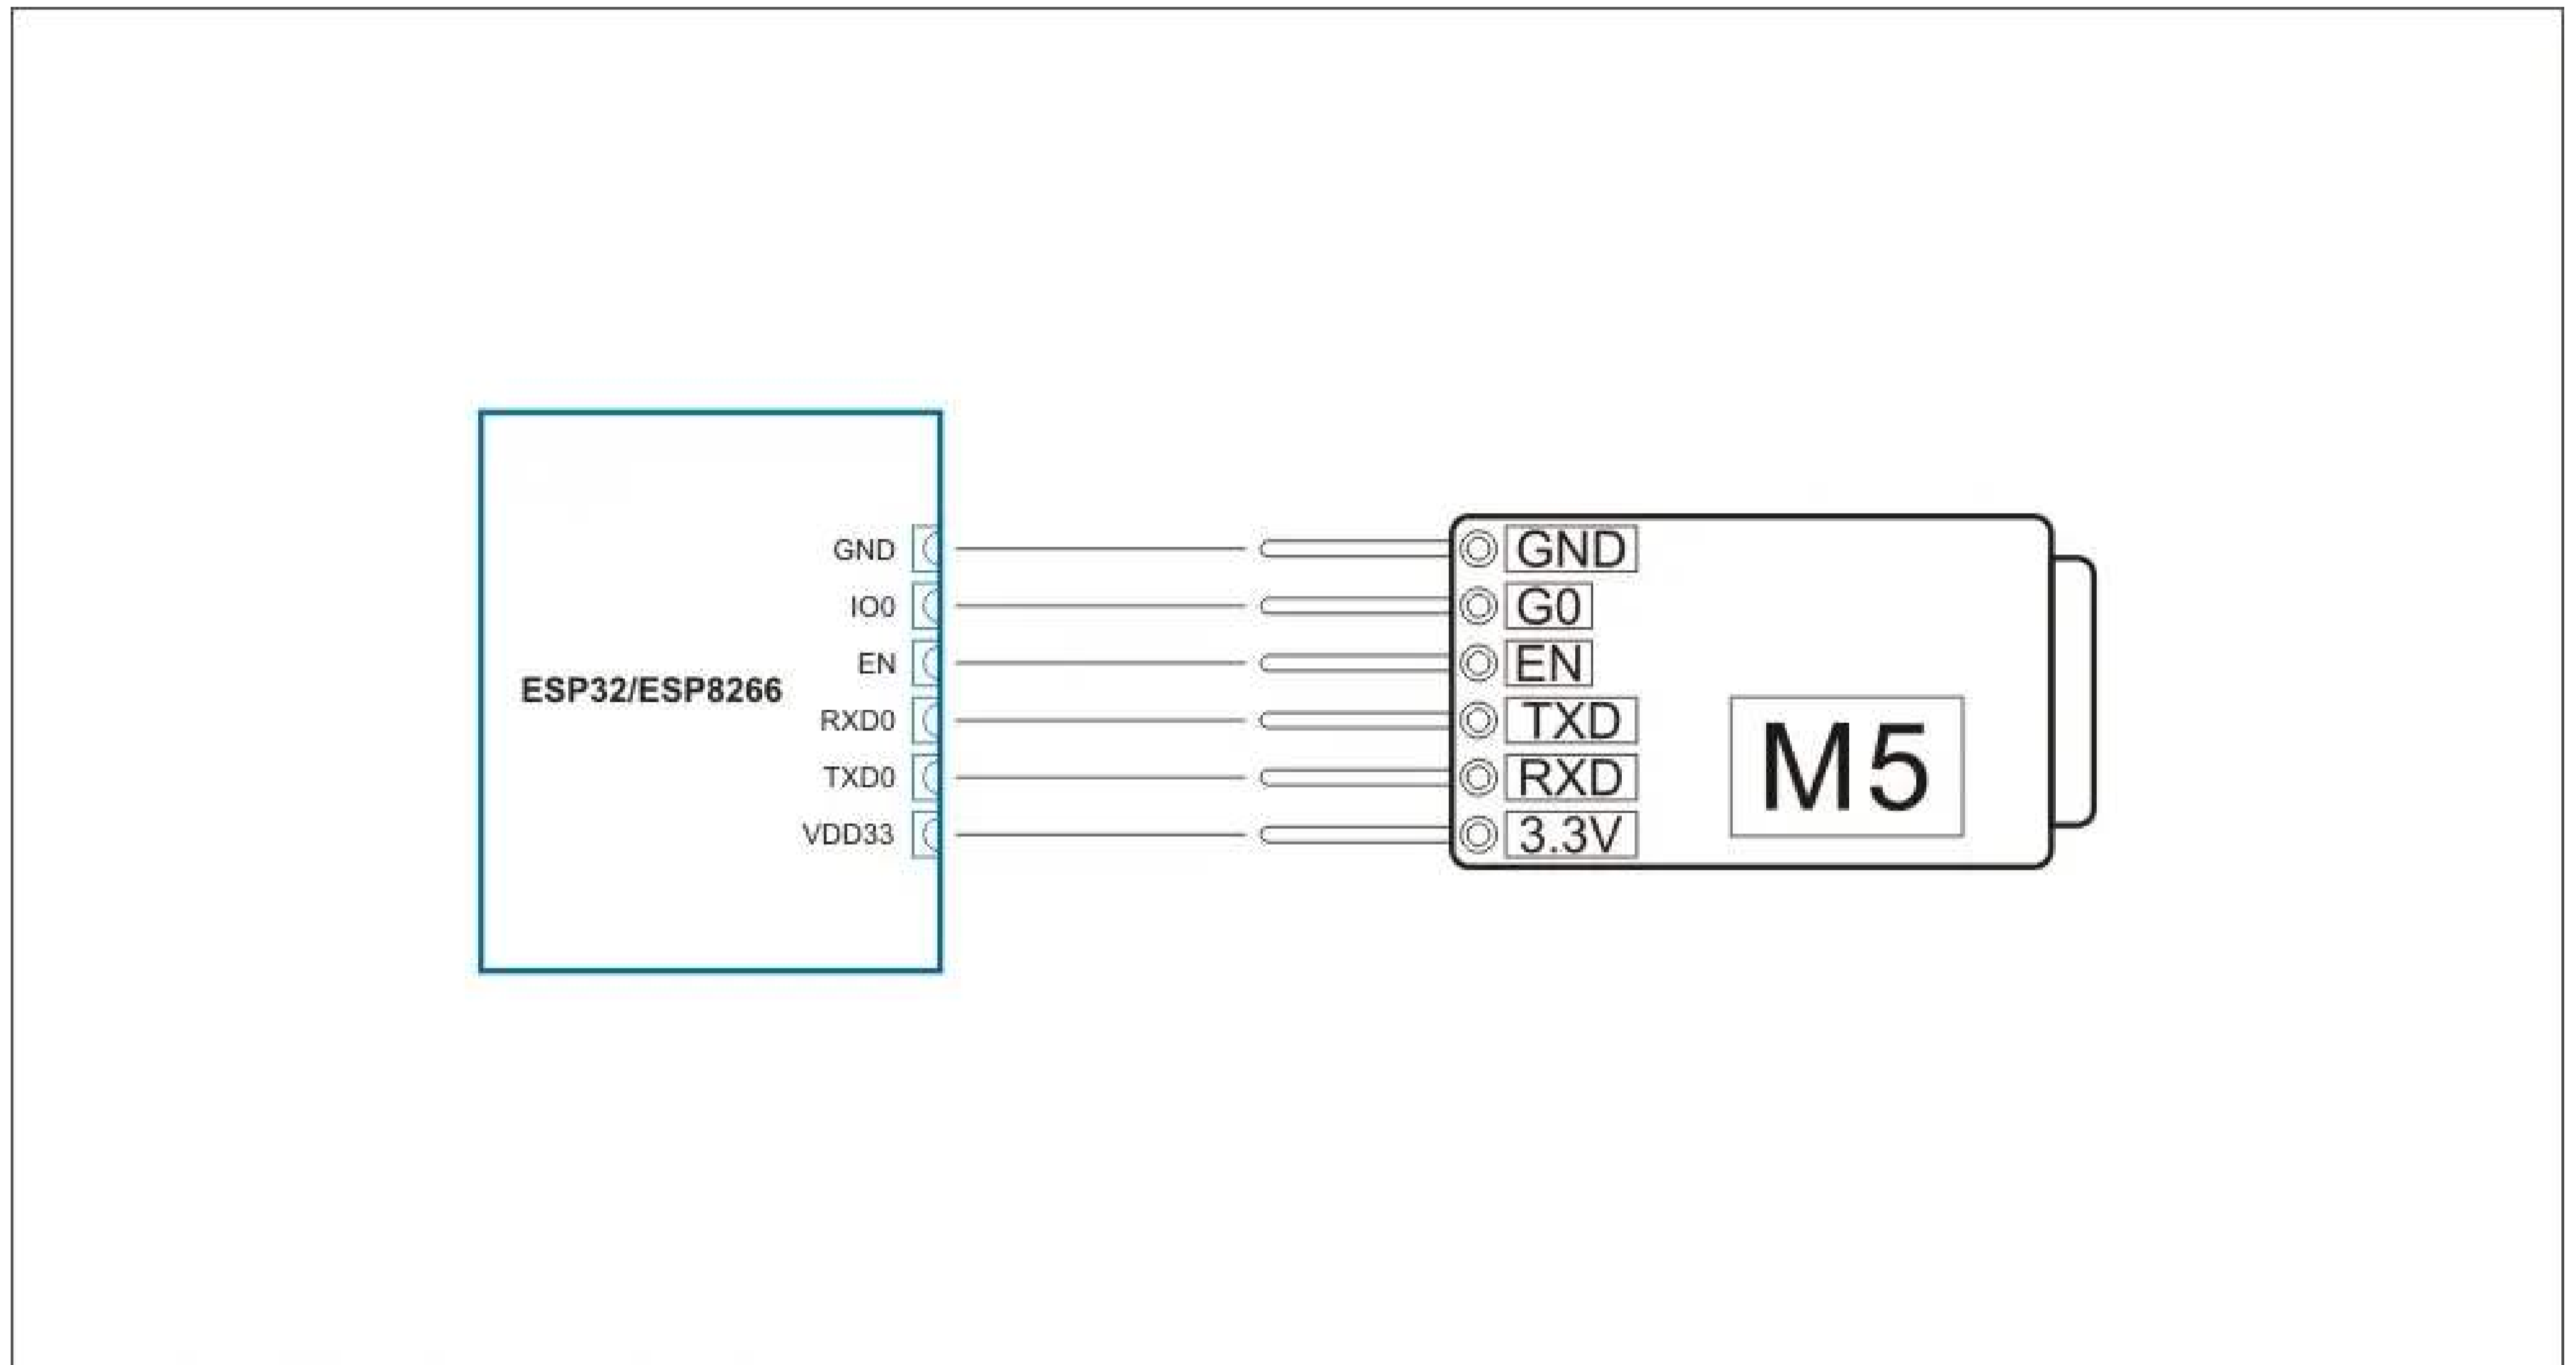 GND
IO0
EN
RXD0
TXD0
VDD33
ESP32/ESP8266
GND
G0
EN
TXD
RXD
3.3V
M5